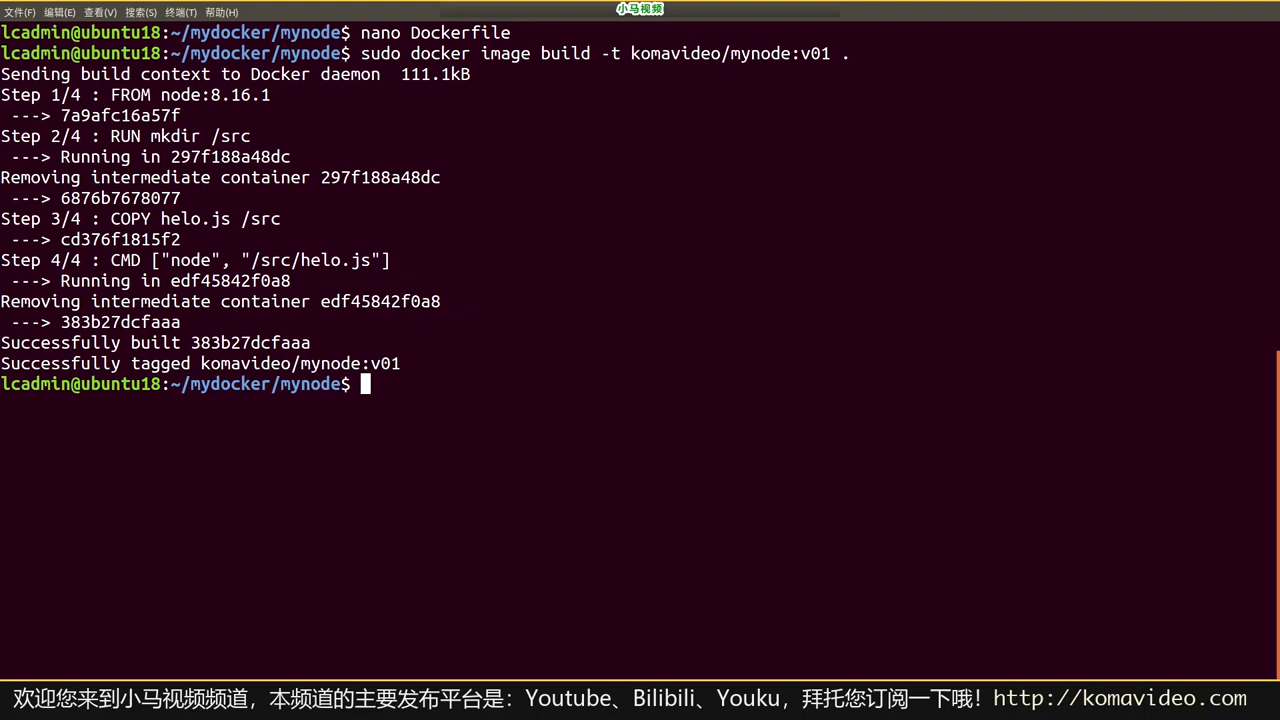 小马视频
文件(F) 编辑(E) 查看(V) 搜索(S) 终端(T) 帮助(H)
lcadmin@ubuntu18:~/mydocker/mynode$ nano Dockerfile
lcadmin@ubuntu18:~/mydocker/mynode$ sudo docker image build -t komavideo/mynode:v01 .
Sending build context to Docker daemon  111.1kB
Step 1/4 : FROM node:8.16.1
 ---> 7a9afc16a57f
Step 2/4 : RUN mkdir /src
 ---> Running in 297f188a48dc
Removing intermediate container 297f188a48dc
 ---> 6876b7678077
Step 3/4 : COPY helo.js /src
 ---> cd376f1815f2
Step 4/4 : CMD ["node", "/src/helo.js"]
 ---> Running in edf45842f0a8
Removing intermediate container edf45842f0a8
 ---> 383b27dcfaaa
Successfully built 383b27dcfaaa
Successfully tagged komavideo/mynode:v01
lcadmin@ubuntu18:~/mydocker/mynode$
欢迎您来到小马视频频道，本频道的主要发布平台是：Youtube、Bilibili、Youku，拜托您订阅一下哦！http://komavideo.com